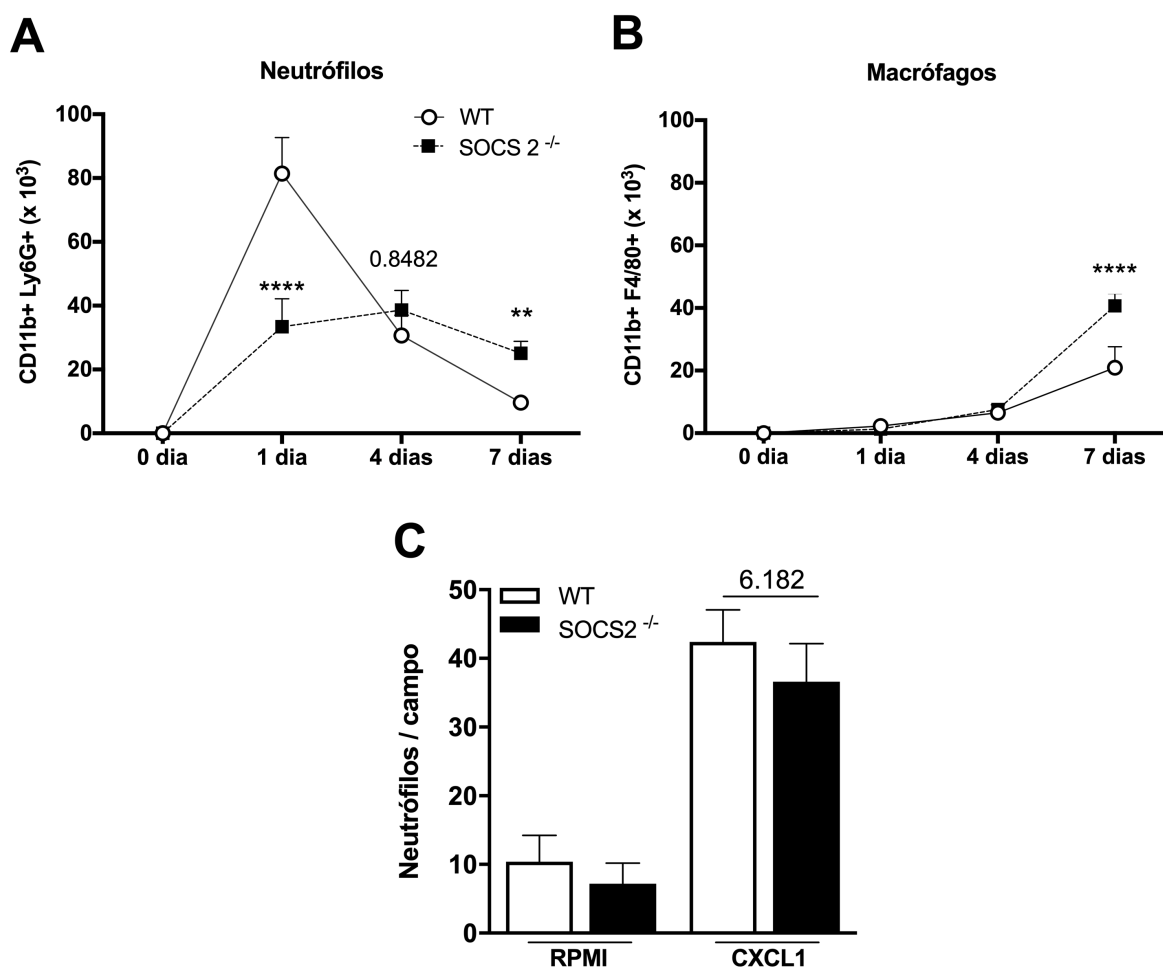 A
Neutrófilos
CD11b+ Ly6G+ (x 10³)
100
80
60
40
20
0
WT
SOCS 2 -/-
****
0.8482
**
0 dia
1 dia
4 dias
7 dias
B
Macrófagos
CD11b+ F4/80+ (x 10³)
100
80
60
40
20
0
****
0 dia
1 dia
4 dias
7 dias
C
Neutrófilos / campo
50
40
30
20
10
0
WT
SOCS2 -/-
6.182
RPMI
CXCL1